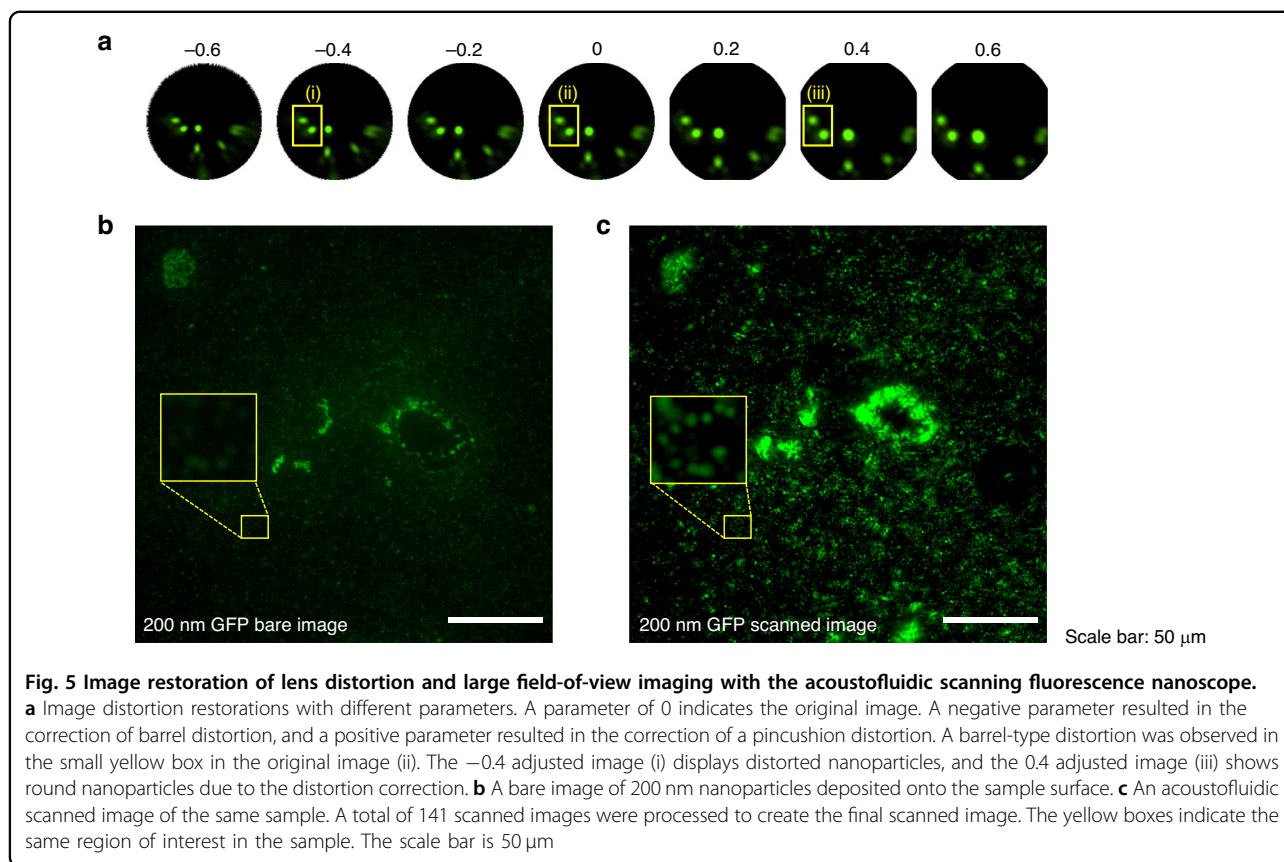 a
−0.6 −0.4 −0.2 0 0.2 0.4 0.6
(i) (ii) (iii)
b c
200 nm GFP bare image
200 nm GFP scanned image
Scale bar: 50 μm
Fig. 5 Image restoration of lens distortion and large field-of-view imaging with the acoustofluidic scanning fluorescence nanoscope.
a Image distortion restorations with different parameters. A parameter of 0 indicates the original image. A negative parameter resulted in the
correction of barrel distortion, and a positive parameter resulted in the correction of a pincushion distortion. A barrel-type distortion was observed in
the small yellow box in the original image (ii). The −0.4 adjusted image (i) displays distorted nanoparticles, and the 0.4 adjusted image (iii) shows
round nanoparticles due to the distortion correction. b A bare image of 200 nm nanoparticles deposited onto the sample surface. c An acoustofluidic
scanned image of the same sample. A total of 141 scanned images were processed to create the final scanned image. The yellow boxes indicate the
same region of interest in the sample. The scale bar is 50 μm